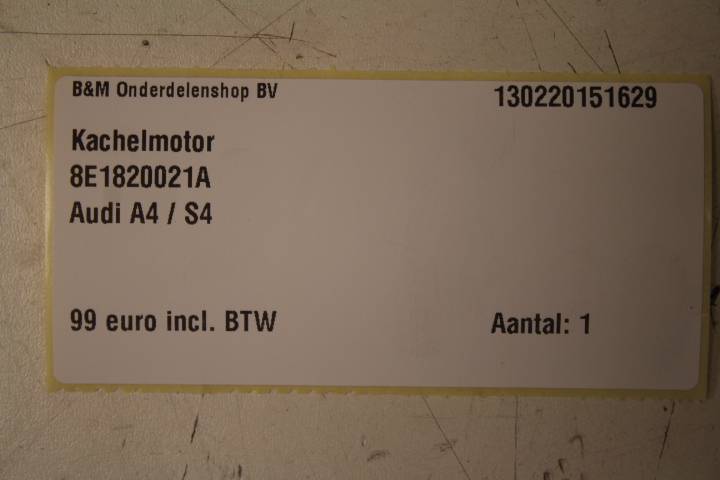 B&M Onderdelenshop BV 130220151629
Kachelmotor
8E1820021A
Audi A4 / S4
99 euro incl. BTW Aantal: 1